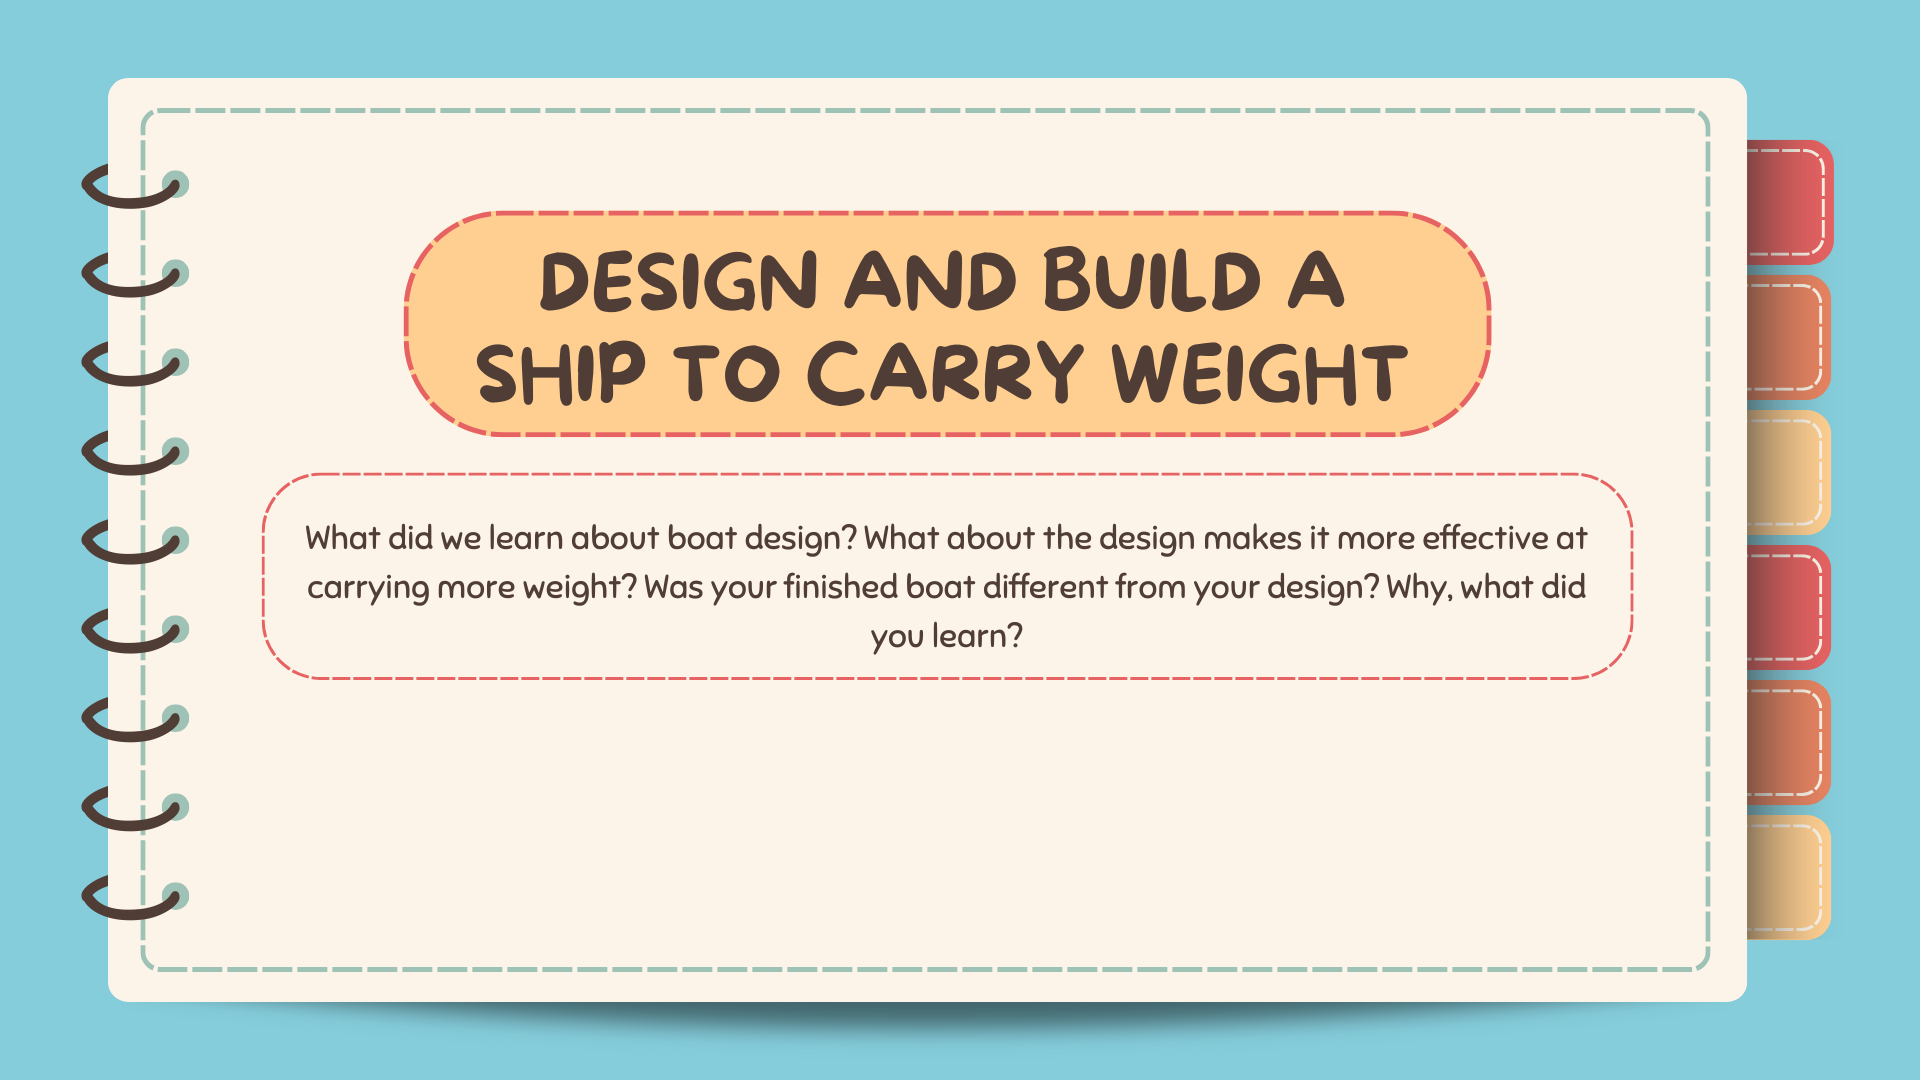 DESIGN AND BUILD A
SHIP TO CARRY WEIGHT
What did we learn about boat design? What about the design makes it more effective at
carrying more weight? Was your finished boat different from your design? Why, what did
you learn?